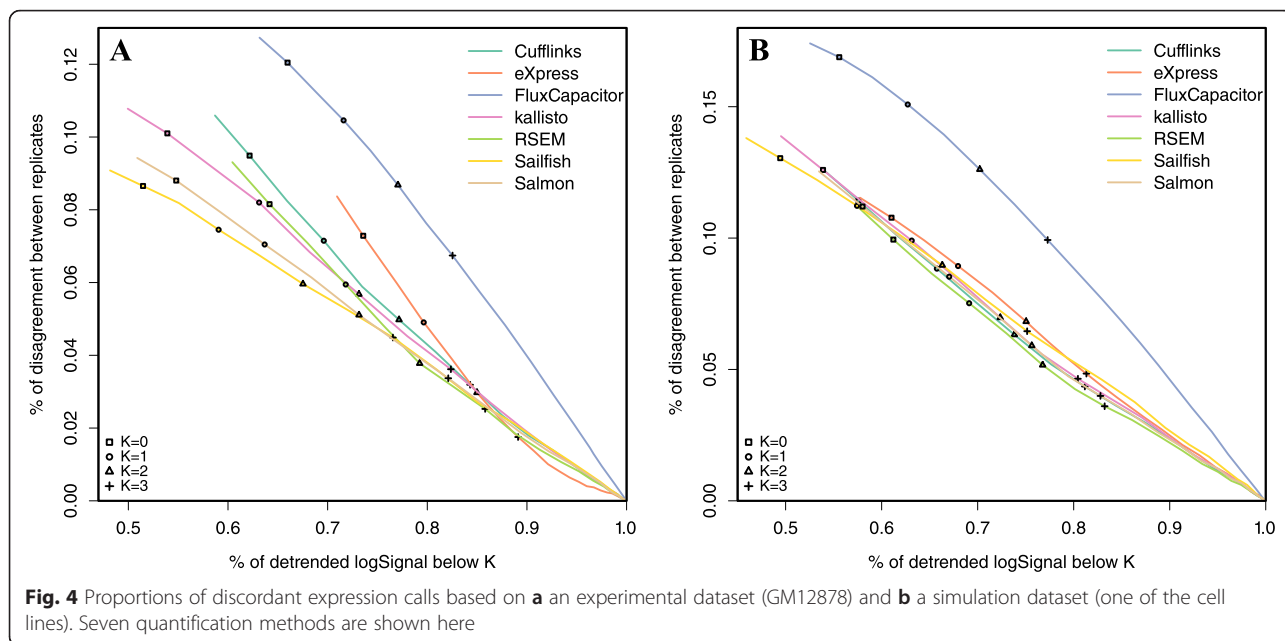 A
Cufflinks
eXpress
FluxCapacitor
kallisto
RSEM
Sailfish
Salmon
% of disagreement between replicates
0.12
0.10
0.08
0.06
0.04
0.02
0.00
K=0
K=1
K=2
K=3
0.5 0.6 0.7 0.8 0.9 1.0
% of detrended logSignal below K
B
Cufflinks
eXpress
FluxCapacitor
kallisto
RSEM
Sailfish
Salmon
% of disagreement between replicates
0.15
0.10
0.05
0.00
K=0
K=1
K=2
K=3
0.5 0.6 0.7 0.8 0.9 1.0
% of detrended logSignal below K
Fig. 4 Proportions of discordant expression calls based on a an experimental dataset (GM12878) and b a simulation dataset (one of the cell
lines). Seven quantification methods are shown here